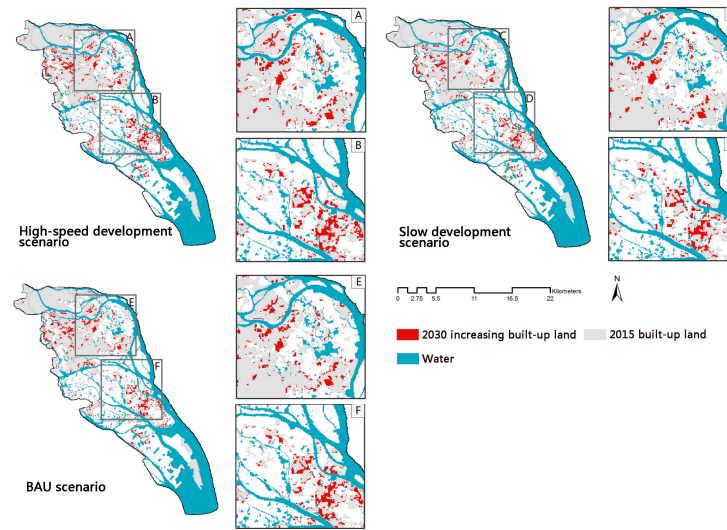 A
B
A
B
High-speed development
scenario
C
D
Slow development
scenario
E
F
E
F
BAU scenario
N
Kilometers
0 2.75 5.5 11 16.5 22
2030 increasing built-up land
2015 built-up land
Water